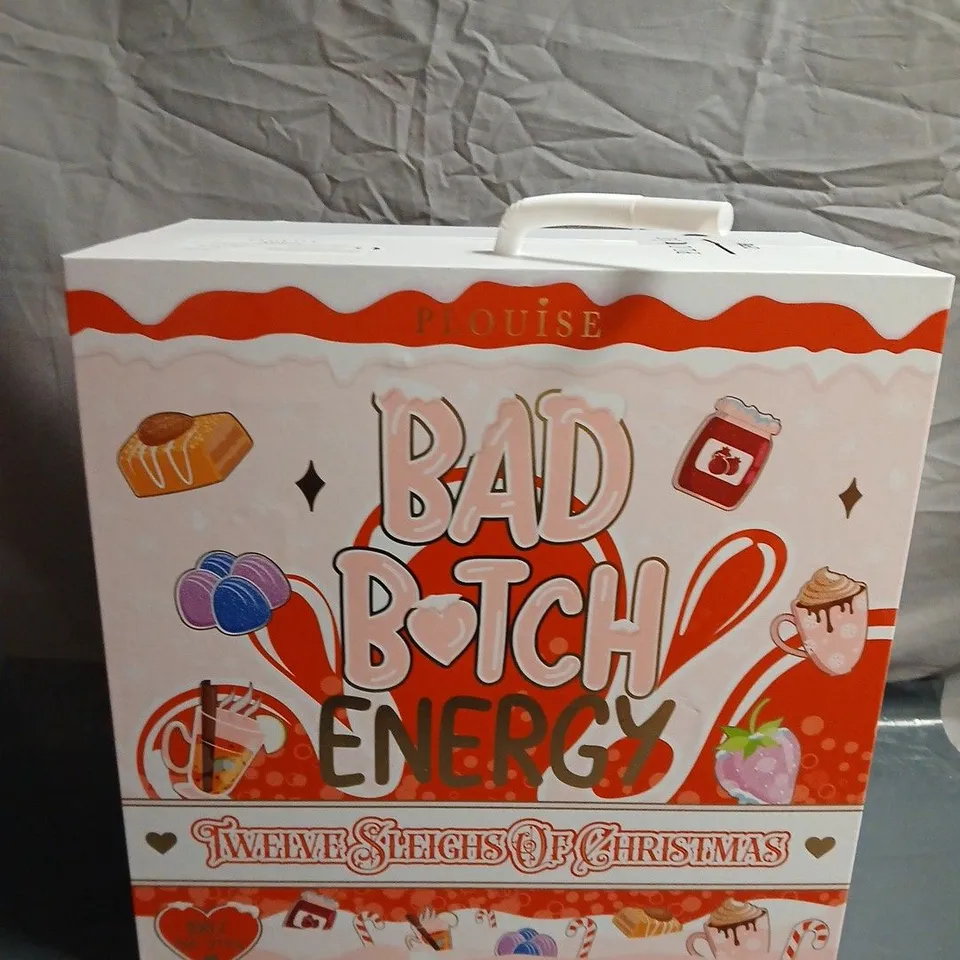 PLOUISE
BAD
B♥TCH
ENERGY
TWELVE SLEIGHS OF CHRISTMAS